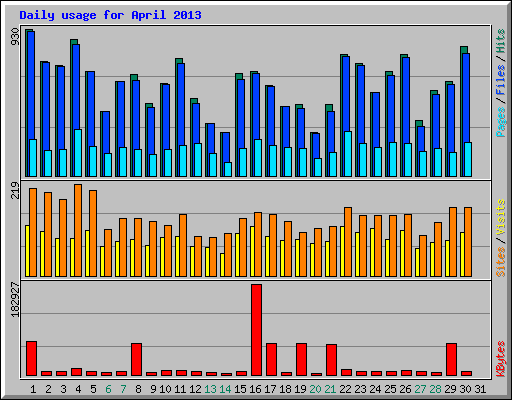 Daily usage for April 2013
930
Pages / Files / Hits
219
Sites / Visits
182927
KBytes
1 2 3 4 5 6 7 8 9 10 11 12 13 14 15 16 17 18 19 20 21 22 23 24 25 26 27 28 29 30 31